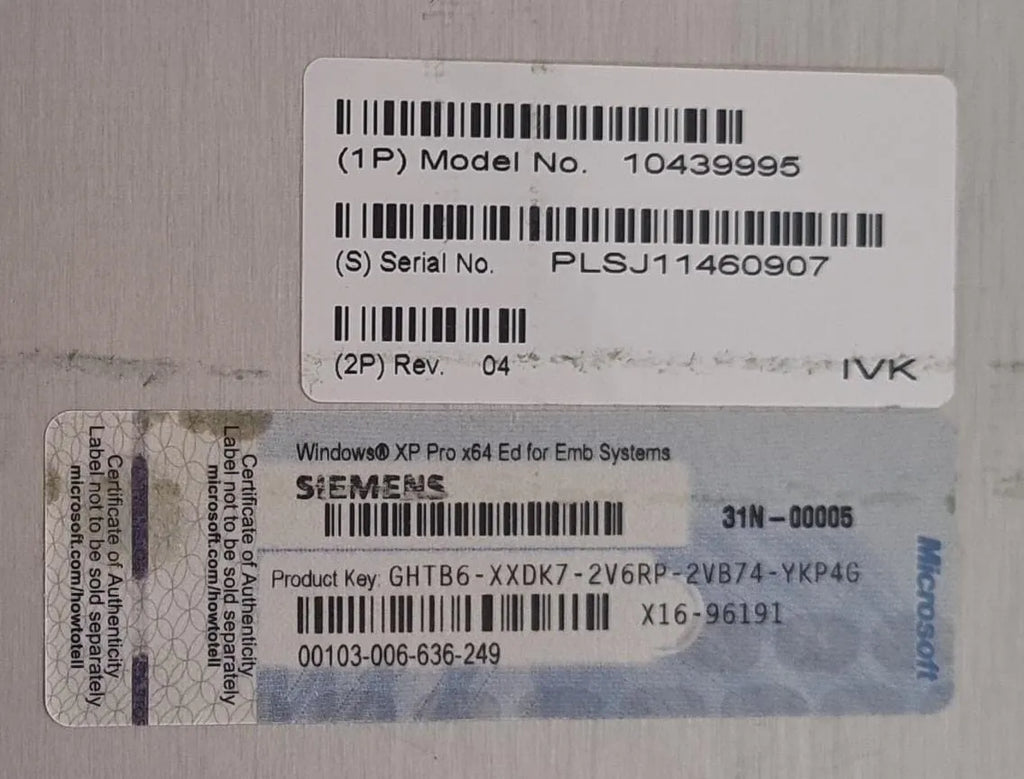 (1P) Model No. 10439995
(S) Serial No. PLSJ11460907
(2P) Rev. 04
IVK
Certificate of Authenticity
Label not to be sold separately
microsoft.com/howtotell
Certificate of Authenticity
Label not to be sold separately
microsoft.com/howtotell
Windows® XP Pro x64 Ed for Emb Systems
SIEMENS
31N-00005
Product Key: GHTB6-XXDK7-2V6RP-2VB74-YKP4G
X16-96191
00103-006-636-249
Microsoft®